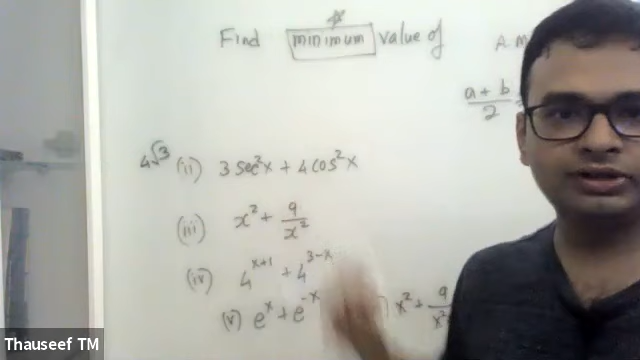 Find minimum value of A M
a + b / 2
4√3 (ii) 3 sec²x + 4 cos²x
(iii) x² + 9/x²
(iv) 4^(x+1) + 4^(3-x)
(v) e^x + e^-x ) x² + 9/x²
Thauseef TM